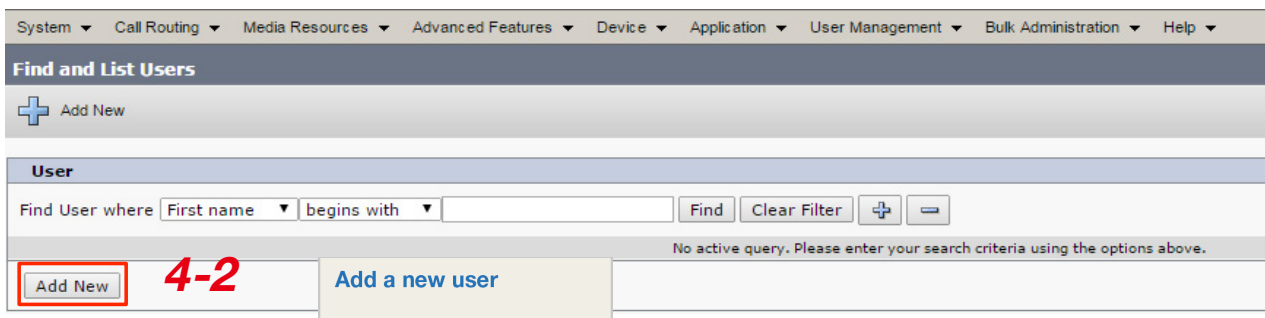 System Call Routing Media Resources Advanced Features Device Application User Management Bulk Administration Help
Find and List Users
Add New
User
Find User where First name begins with Find Clear Filter
No active query. Please enter your search criteria using the options above.
Add New 4-2 Add a new user